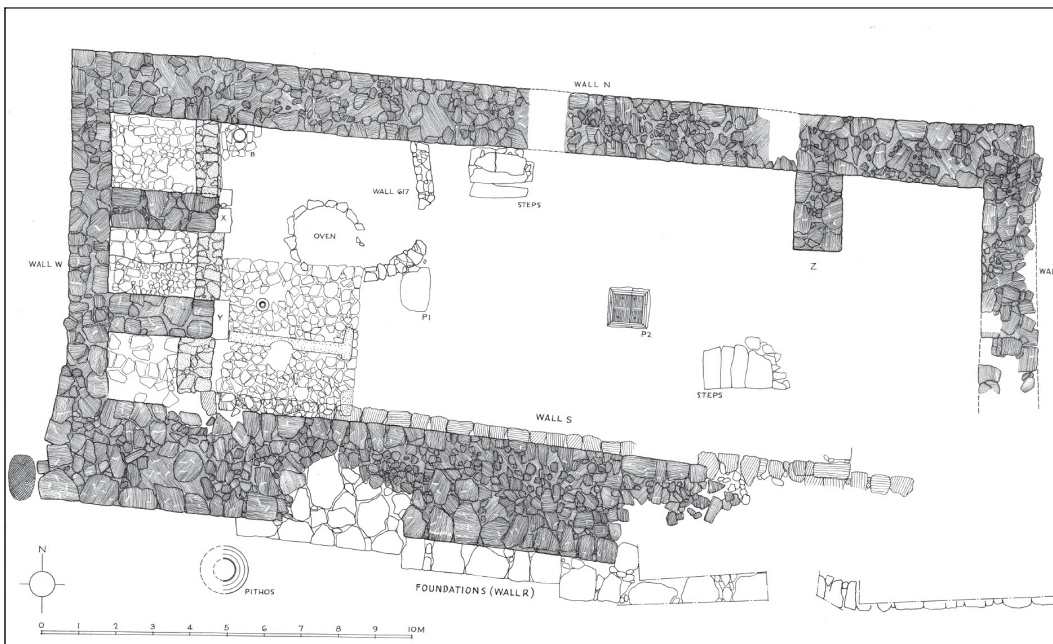 WALL N
B
WALL 617
STEPS
X
OVEN
WALL W
Z
WAL
Y
P1
P2
STEPS
WALL S
N
PITHOS
FOUNDATIONS (WALL R)
0 1 2 3 4 5 6 7 8 9 10M